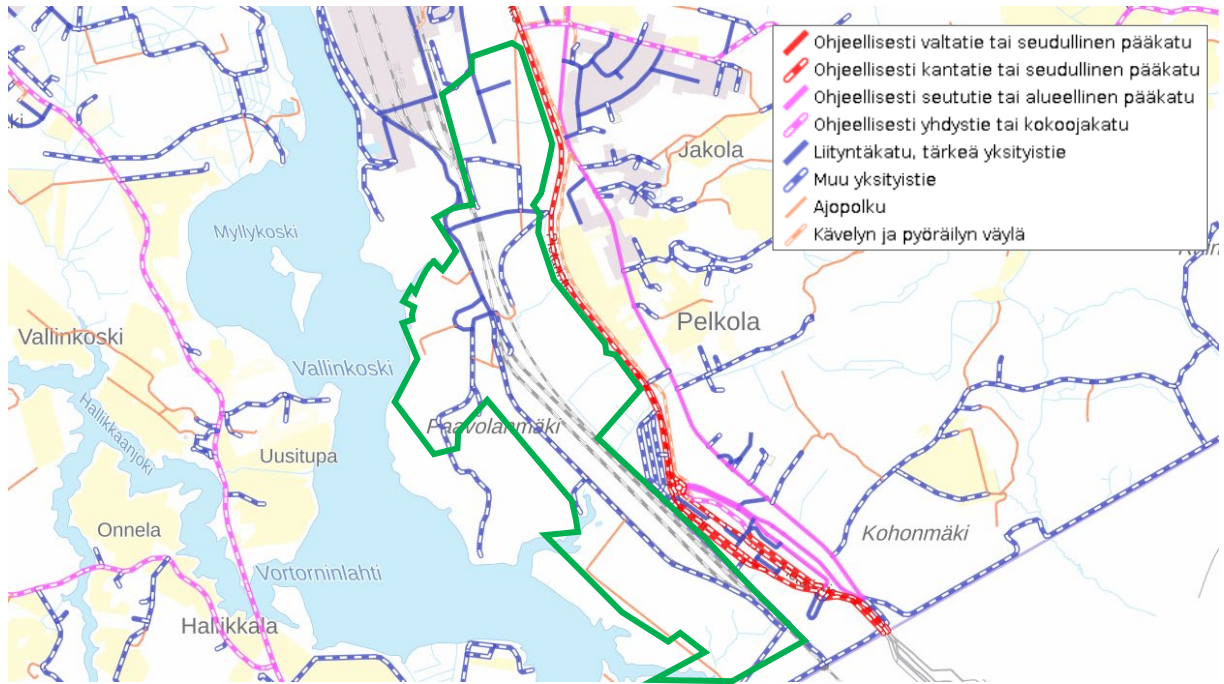 Ohjeellisesti valtatie tai seudullinen pääkatu
Ohjeellisesti kantatie tai seudullinen pääkatu
Ohjeellisesti seututie tai alueellinen pääkatu
Ohjeellisesti yhdystie tai kokoojakatu
Liityntäkatu, tärkeä yksityistie
Muu yksityistie
Ajopolku
Kävelyn ja pyöräilyn väylä
Jakola
Myllykoski
Pelkola
Vallinkoski
Vallinkoski
Hallikkaanjoki
Paavolanmäki
Uusitupa
Onnela
Kohonmäki
Vortorninlahti
Hallikkala